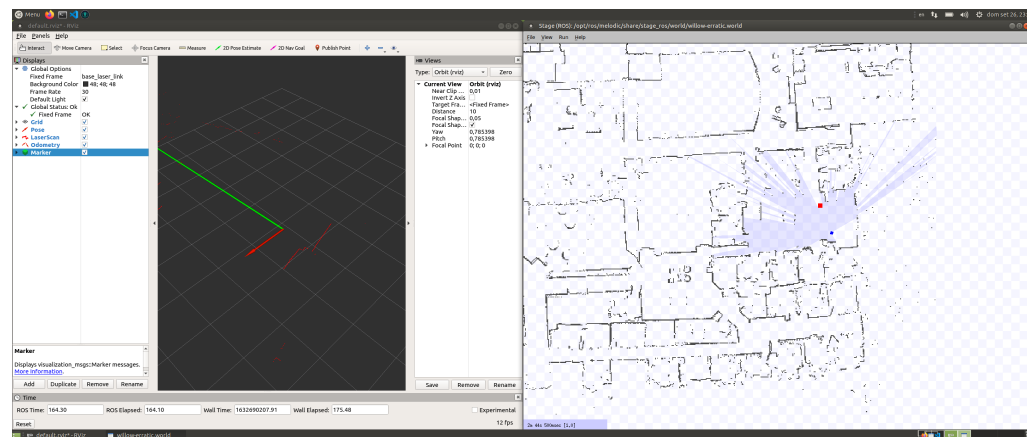 Menu
en
dom set 26, 23
default.rviz* - RViz
Stage (ROS): /opt/ros/melodic/share/stage_ros/world/willow-erratic.world
File Panels Help
File View Run Help
Interact Move Camera Select Focus Camera Measure 2D Pose Estimate 2D Nav Goal Publish Point
Displays
Global Options
Fixed Frame base_laser_link
Background Color 48; 48; 48
Frame Rate 30
Default Light
Global Status: Ok
Fixed Frame OK
Grid
Pose
LaserScan
Odometry
Marker
Marker
Displays visualization_msgs::Marker messages.
More Information.
Add Duplicate Remove Rename
Views
Type: Orbit (rviz) Zero
Current View Orbit (rviz)
Near Clip ... 0,01
Invert Z Axis
Target Fra... <Fixed Frame>
Distance 10
Focal Shap... 0,05
Focal Shap...
Yaw 0,785398
Pitch 0,785398
Focal Point 0; 0; 0
Save Remove Rename
Time
ROS Time: 164.30 ROS Elapsed: 164.10 Wall Time: 1632690207.91 Wall Elapsed: 175.48 Experimental
Reset 12 fps
default.rviz* - RViz willow-erratic.world